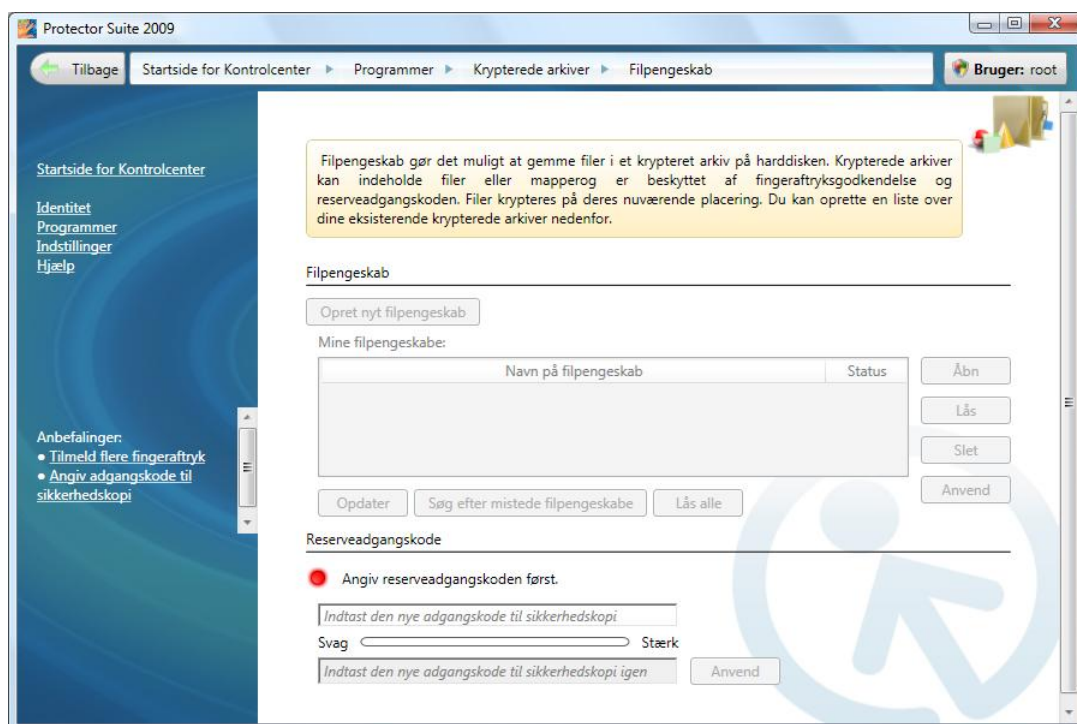 Protector Suite 2009
Tilbage
Startside for Kontrolcenter
Programmer
Krypterede arkiver
Filpengeskab
Bruger: root
Startside for Kontrolcenter
Identitet
Programmer
Indstillinger
Hjælp
Anbefalinger:
• Tilmeld flere fingeraftryk
• Angiv adgangskode til
sikkerhedskopi
Filpengeskab gør det muligt at gemme filer i et krypteret arkiv på harddisken. Krypterede arkiver
kan indeholde filer eller mapperog er beskyttet af fingeraftryksgodkendelse og
reserveadgangskoden. Filer krypteres på deres nuværende placering. Du kan oprette en liste over
dine eksisterende krypterede arkiver nedenfor.
Filpengeskab
Opret nyt filpengeskab
Mine filpengeskabe:
Navn på filpengeskab
Status
Åbn
Lås
Slet
Anvend
Opdater
Søg efter mistede filpengeskabe
Lås alle
Reserveadgangskode
Angiv reserveadgangskoden først.
Indtast den nye adgangskode til sikkerhedskopi
Svag
Stærk
Indtast den nye adgangskode til sikkerhedskopi igen
Anvend